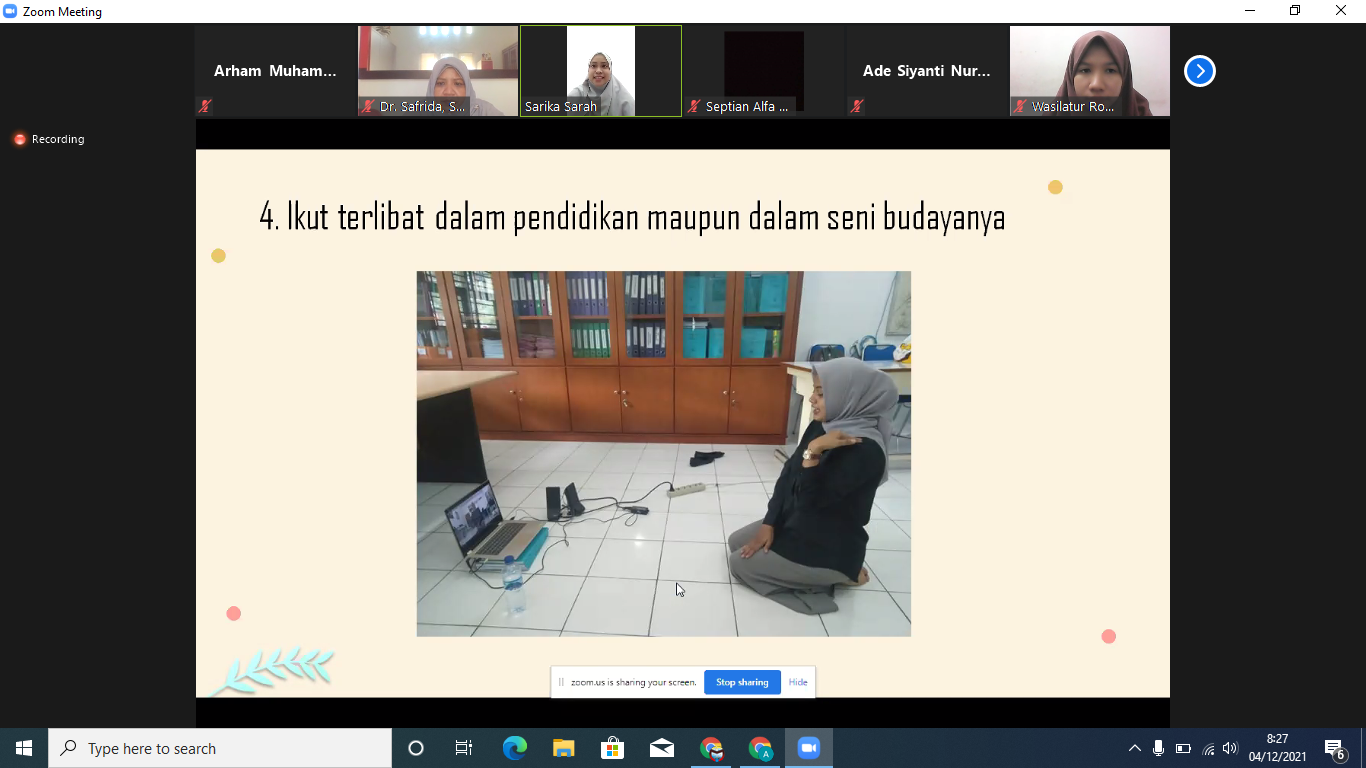 Zoom Meeting
Arham Muham...
Dr. Safrida, S...
Sarika Sarah
Septian Alfa ...
Ade Siyanti Nur...
Wasilatur Ro...
Recording
4. Ikut terlibat dalam pendidikan maupun dalam seni budayanya
zoom.us is sharing your screen.
Stop sharing
Hide
Type here to search
A
8:27
04/12/2021
6